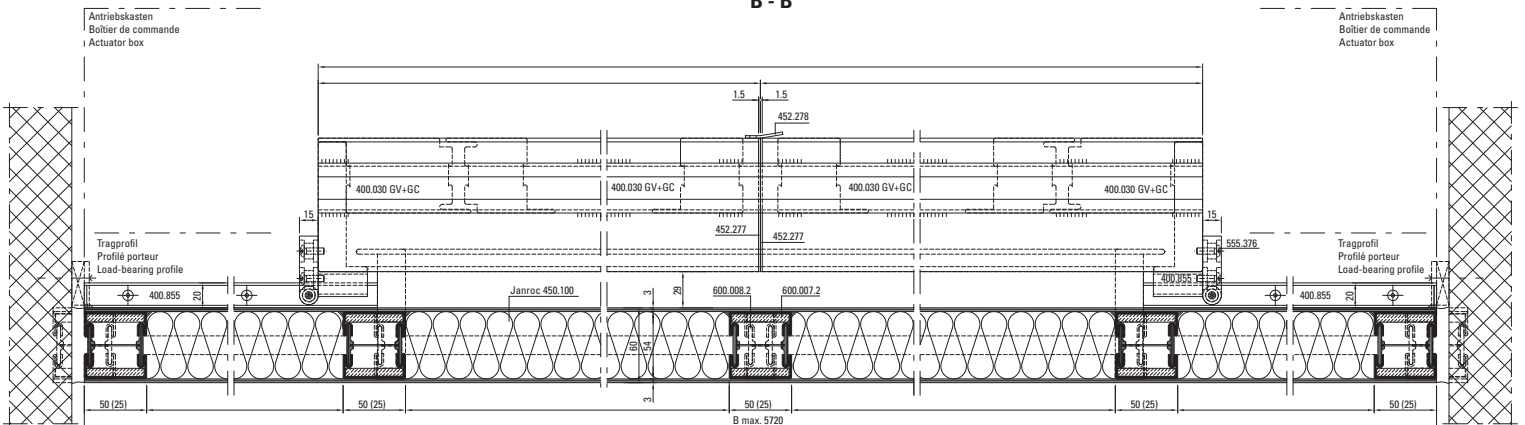 B - B
Antriebskasten
Boîtier de commande
Actuator box
Antriebskasten
Boîtier de commande
Actuator box
1.5
1.5
452.278
400.030 GV+GC
400.030 GV+GC
400.030 GV+GC
400.030 GV+GC
15
15
452.277
452.277
555.376
Tragprofil
Profilé porteur
Load-bearing profile
Tragprofil
Profilé porteur
Load-bearing profile
400.855
400.855
20
400.855
20
Janroc 450.100
3
29
600.008.2
600.007.2
60
54
3
50 (25)
50 (25)
50 (25)
50 (25)
50 (25)
B max. 5720